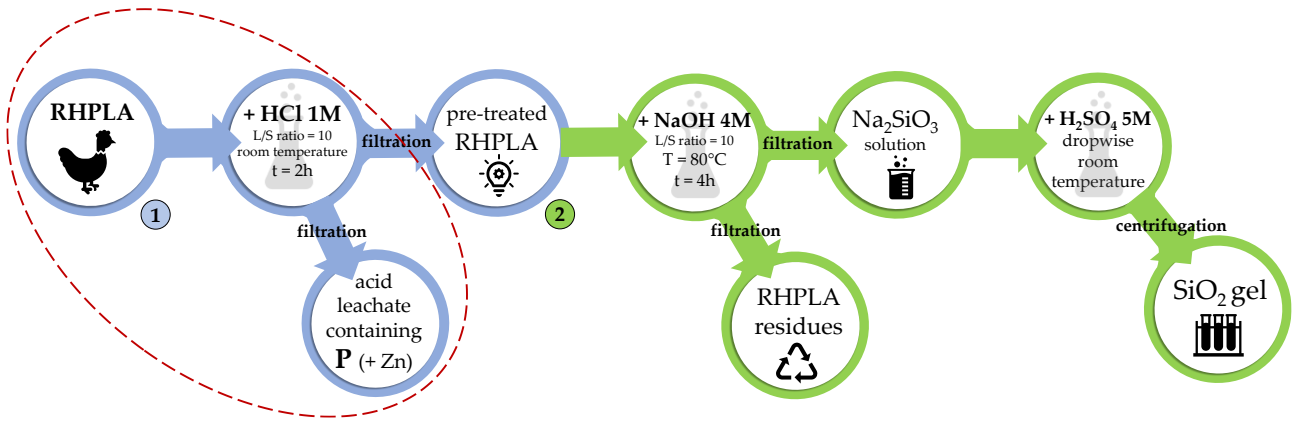 RHPLA
1
+ HCl 1M
L/S ratio = 10
room temperature
t = 2h
filtration
filtration
acid
leachate
containing
P (+ Zn)
pre-treated
RHPLA
2
+ NaOH 4M
L/S ratio = 10
T = 80°C
t = 4h
filtration
filtration
RHPLA
residues
Na₂SiO₃
solution
+ H₂SO₄ 5M
dropwise
room
temperature
centrifugation
SiO₂ gel